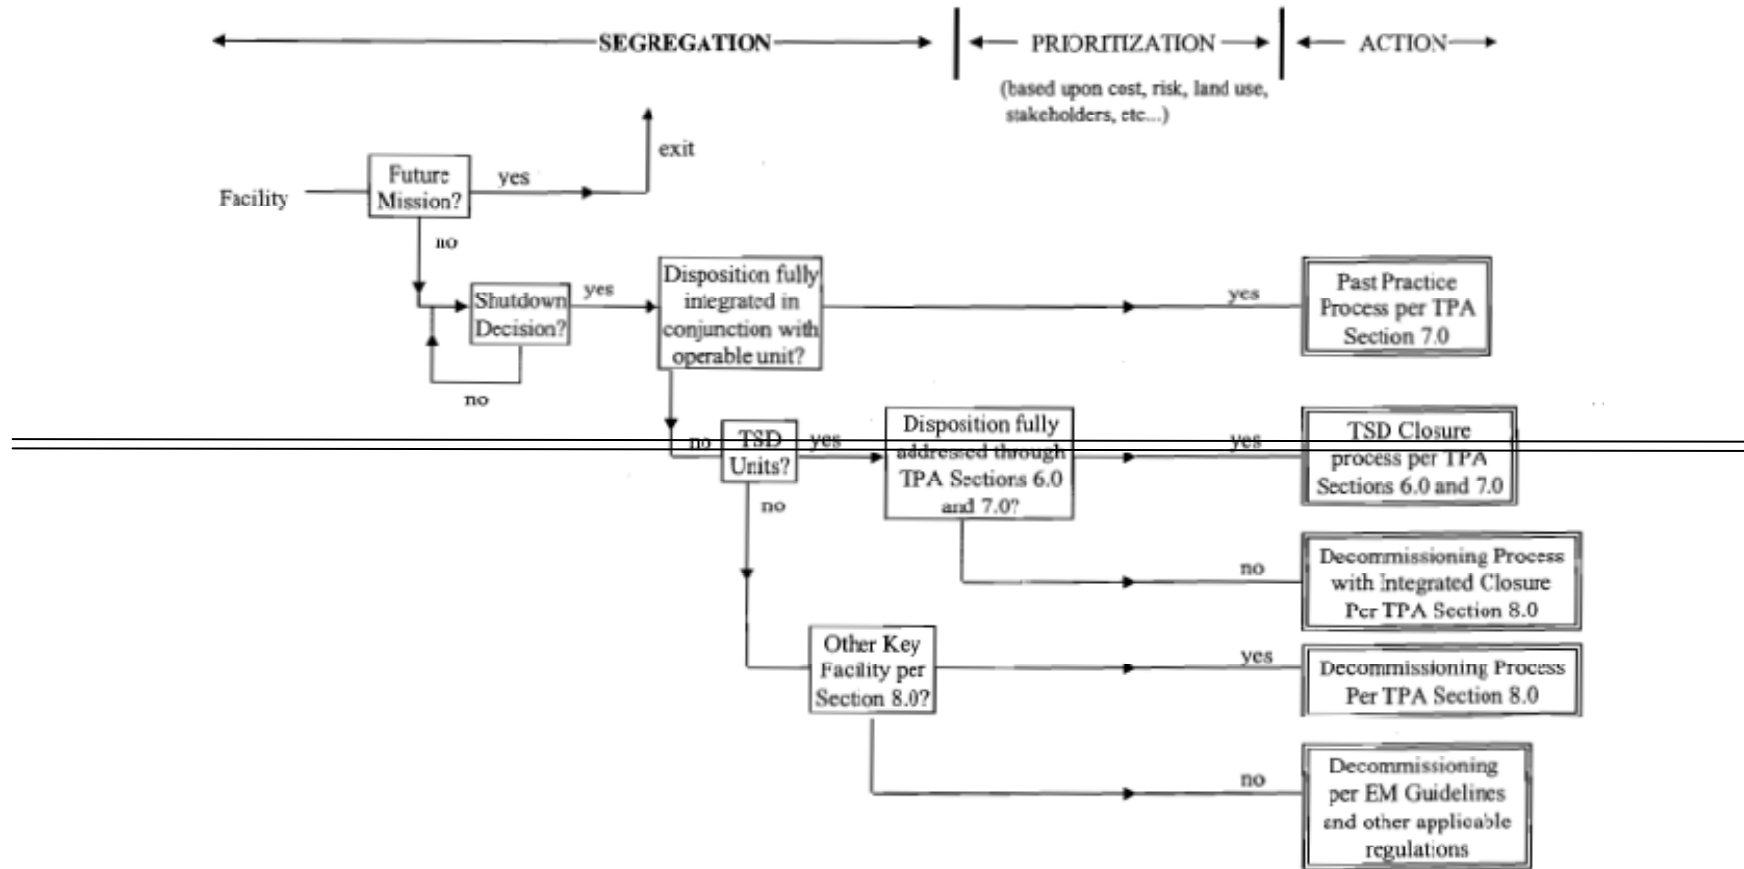 SEGREGATION
PRIORITIZATION
ACTION
(based upon cost, risk, land use,
stakeholders, etc...)
exit
Facility
Future
Mission?
yes
no
Shutdown
Decision?
yes
no
Disposition fully
integrated in
conjunction with
operable unit?
yes
Past Practice
Process per TPA
Section 7.0
no
TSD
Units?
yes
no
Disposition fully
addressed through
TPA Sections 6.0
and 7.0?
yes
TSD Closure
process per TPA
Sections 6.0 and 7.0
no
Decommissioning Process
with Integrated Closure
Per TPA Section 8.0
Other Key
Facility per
Section 8.0?
yes
Decommissioning Process
Per TPA Section 8.0
no
Decommissioning
per EM Guidelines
and other applicable
regulations